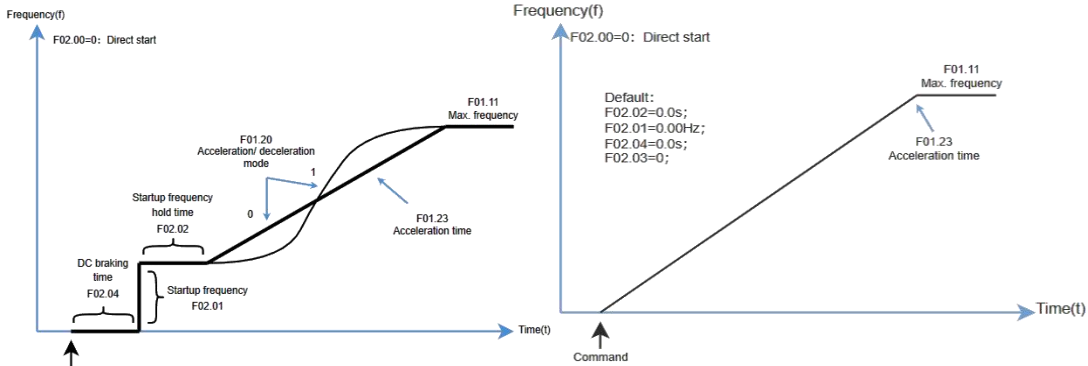 Frequency(f)
F02.00=0: Direct start
F01.11
Max. frequency
F01.20
Acceleration/ deceleration
mode
1
0
Startup frequency
hold time
F02.02
F01.23
Acceleration time
DC braking
time
F02.04
Startup frequency
F02.01
Time(t)
Frequency(f)
F02.00=0: Direct start
F01.11
Max. frequency
Default:
F02.02=0.0s;
F02.01=0.00Hz;
F02.04=0.0s;
F02.03=0;
F01.23
Acceleration time
Time(t)
Command